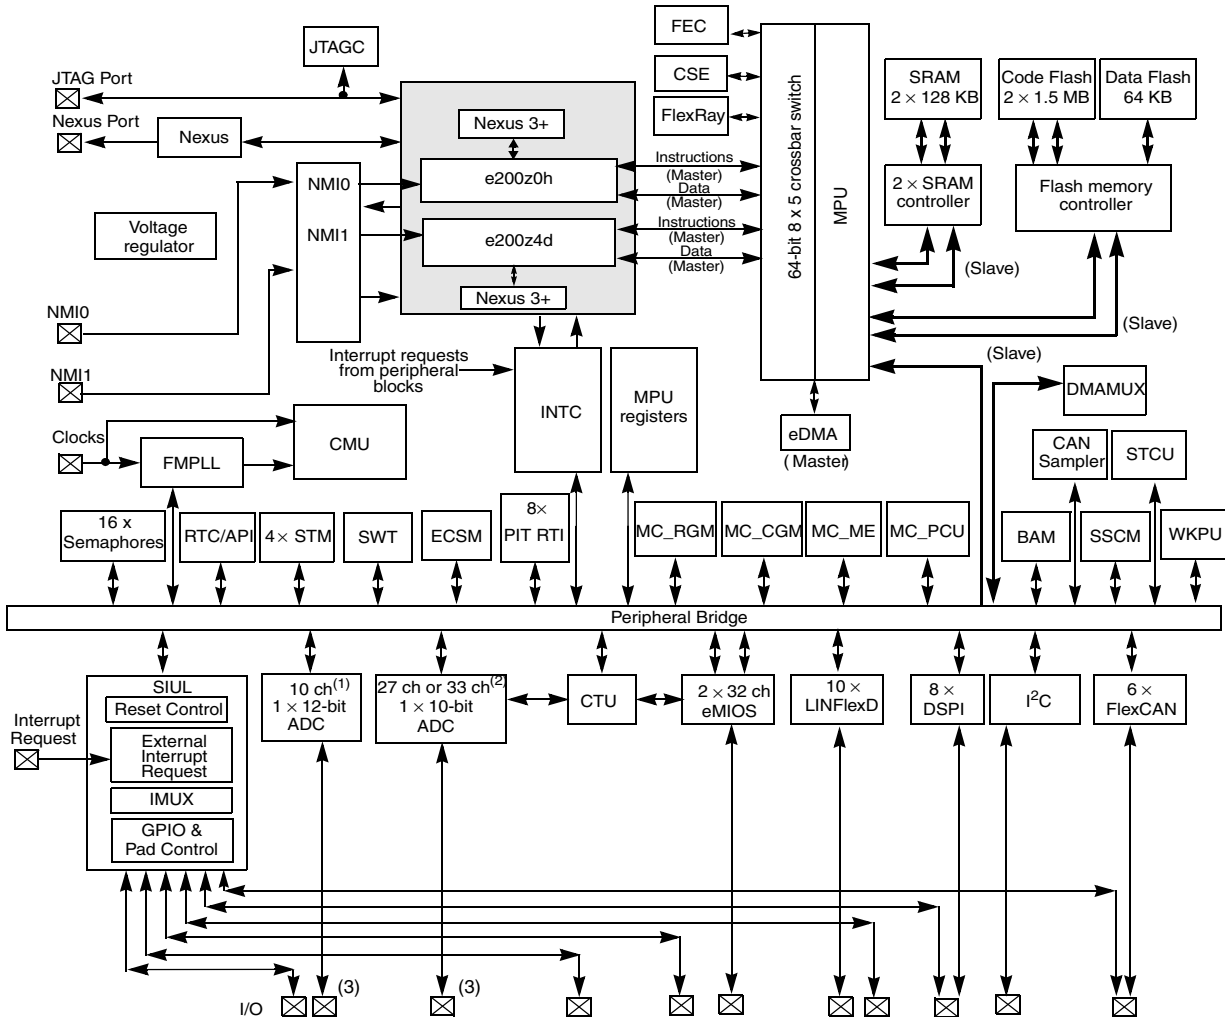 FEC
JTAGC
CSE
SRAM
2 × 128 KB
Code Flash
2 × 1.5 MB
Data Flash
64 KB
JTAG Port
FlexRay
Nexus Port
Nexus
Nexus 3+
Instructions
(Master)
Data
(Master)
Instructions
(Master)
Data
(Master)
e200z0h
e200z4d
Nexus 3+
64-bit 8 x 5 crossbar switch
MPU
2 × SRAM
controller
Flash memory
controller
NMI0
NMI1
Voltage
regulator
(Slave)
(Slave)
(Slave)
NMI0
NMI1
Interrupt requests
from peripheral
blocks
INTC
MPU
registers
eDMA
(Master)
DMAMUX
Clocks
FMPLL
CMU
CAN
Sampler
STCU
16 x
Semaphores
RTC/API
4× STM
SWT
ECSM
8×
PIT RTI
MC_RGM
MC_CGM
MC_ME
MC_PCU
BAM
SSCM
WKPU
Peripheral Bridge
SIUL
Reset Control
External
Interrupt
Request
IMUX
GPIO &
Pad Control
Interrupt
Request
10 ch(1)
1 × 12-bit
ADC
27 ch or 33 ch(2)
1 × 10-bit
ADC
CTU
2 × 32 ch
eMIOS
10 ×
LINFlexD
8 ×
DSPI
I²C
6 ×
FlexCAN
I/O
(3)
(3)